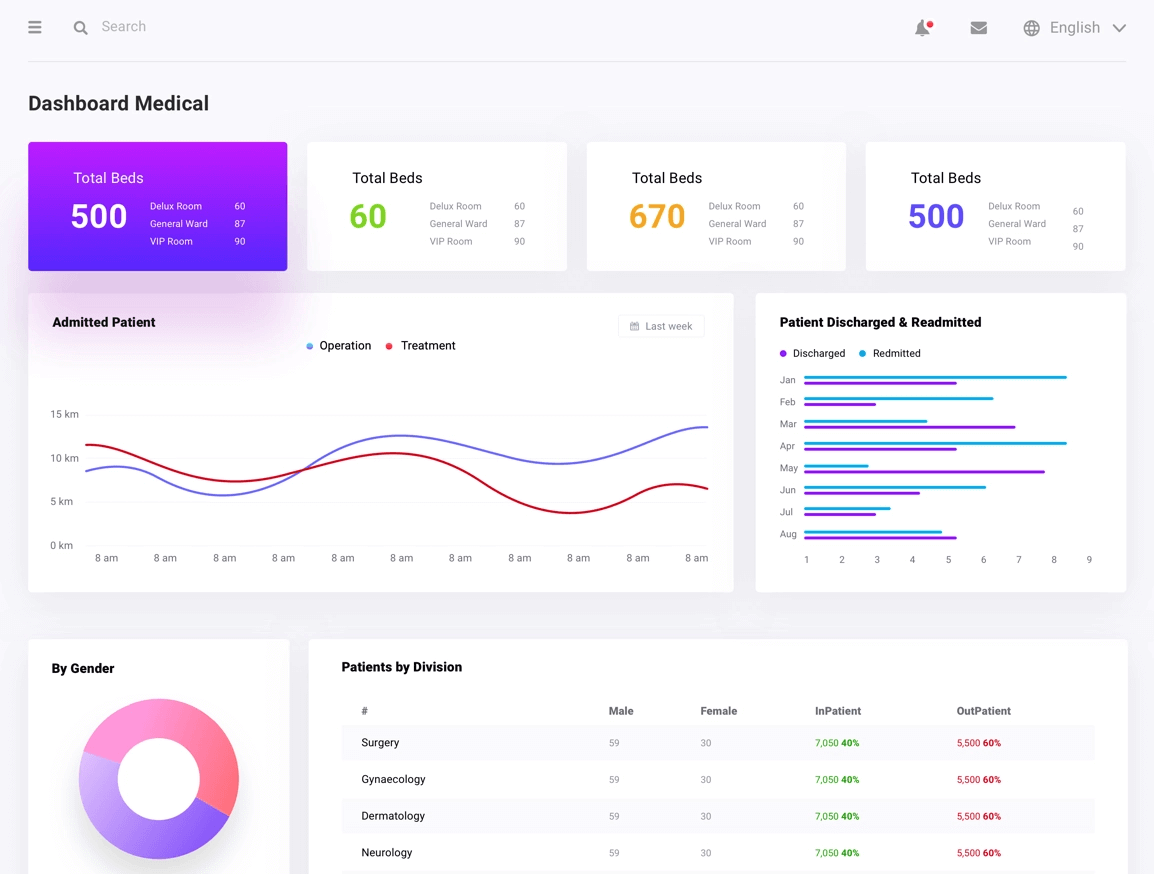 Search
English
Dashboard Medical
Total Beds
500
Delux Room 60
General Ward 87
VIP Room 90
Total Beds
60
Delux Room 60
General Ward 87
VIP Room 90
Total Beds
670
Delux Room 60
General Ward 87
VIP Room 90
Total Beds
500
Delux Room 60
General Ward 87
VIP Room 90
Admitted Patient
Last week
Operation Treatment
15 km
10 km
5 km
0 km
8 am 8 am 8 am 8 am 8 am 8 am 8 am 8 am 8 am 8 am 8 am
Patient Discharged & Readmitted
Discharged Redmitted
Jan
Feb
Mar
Apr
May
Jun
Jul
Aug
1 2 3 4 5 6 7 8 9
By Gender
Patients by Division
# Male Female InPatient OutPatient
Surgery 59 30 7,050 40% 5,500 60%
Gynaecology 59 30 7,050 40% 5,500 60%
Dermatology 59 30 7,050 40% 5,500 60%
Neurology 59 30 7,050 40% 5,500 60%